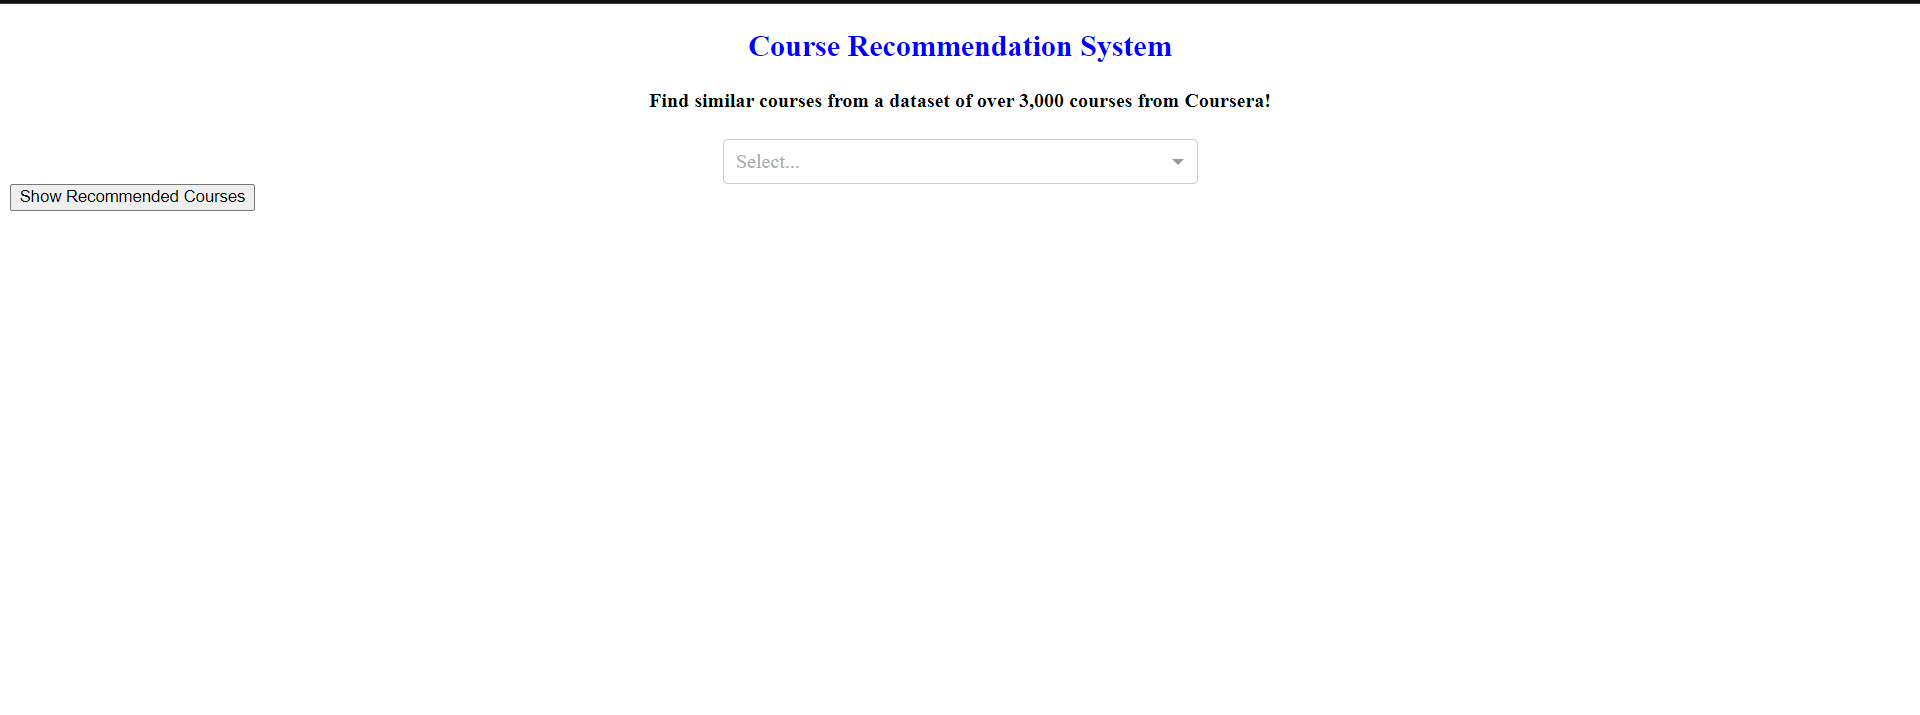 Course Recommendation System
Find similar courses from a dataset of over 3,000 courses from Coursera!
Select...
Show Recommended Courses